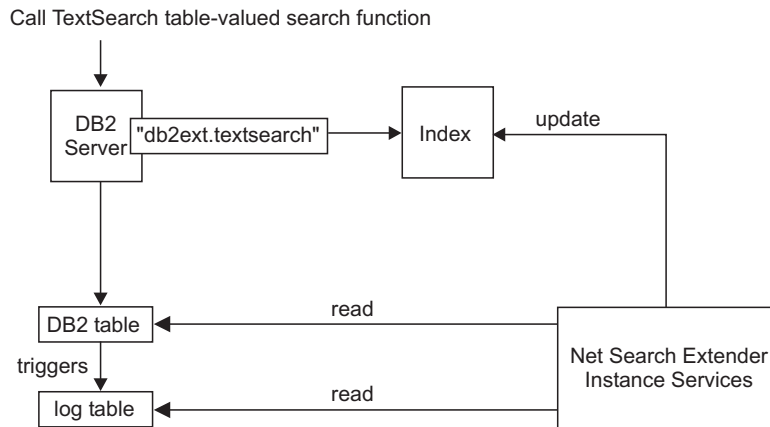 Call TextSearch table-valued search function
DB2
Server
"db2ext.textsearch"
Index
update
DB2 table
read
triggers
log table
read
Net Search Extender
Instance Services